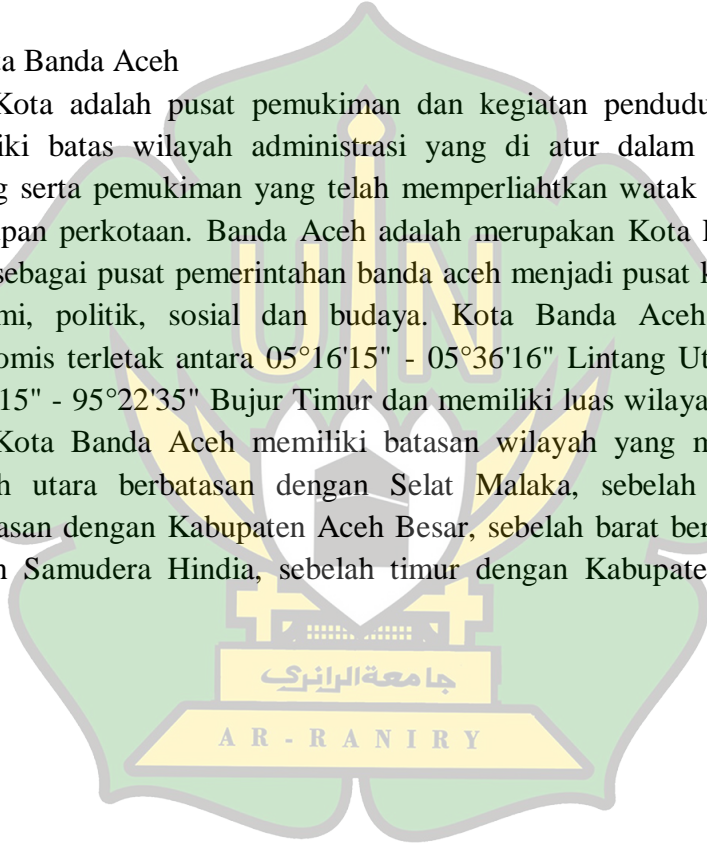 ta Banda Aceh
Kota adalah pusat pemukiman dan kegiatan pendudu
iki batas wilayah administrasi yang di atur dalam
g serta pemukiman yang telah memperliahtkan watak
pan perkotaan. Banda Aceh adalah merupakan Kota
sebagai pusat pemerintahan banda aceh menjadi pusat k
mi, politik, sosial dan budaya. Kota Banda Aceh
omis terletak antara 05°16'15" - 05°36'16" Lintang Ut
15" - 95°22'35" Bujur Timur dan memiliki luas wilaya
Kota Banda Aceh memiliki batasan wilayah yang m
h utara berbatasan dengan Selat Malaka, sebelah
asan dengan Kabupaten Aceh Besar, sebelah barat ber
n Samudera Hindia, sebelah timur dengan Kabupate
UIN
جامعةالرانري
AR-RANIRY